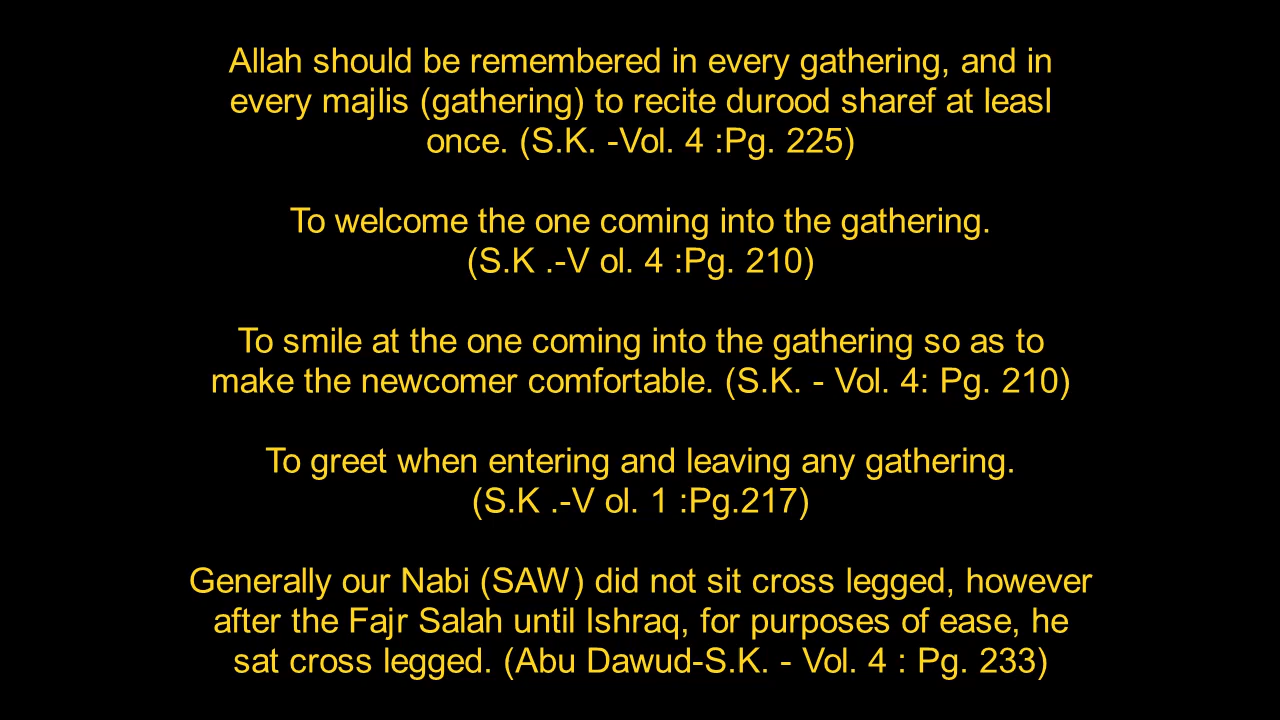 Allah should be remembered in every gathering, and in
every majlis (gathering) to recite durood sharef at leasl
once. (S.K. -Vol. 4 :Pg. 225)
To welcome the one coming into the gathering.
(S.K .-V ol. 4 :Pg. 210)
To smile at the one coming into the gathering so as to
make the newcomer comfortable. (S.K. - Vol. 4: Pg. 210)
To greet when entering and leaving any gathering.
(S.K .-V ol. 1 :Pg.217)
Generally our Nabi (SAW) did not sit cross legged, however
after the Fajr Salah until Ishraq, for purposes of ease, he
sat cross legged. (Abu Dawud-S.K. - Vol. 4 : Pg. 233)